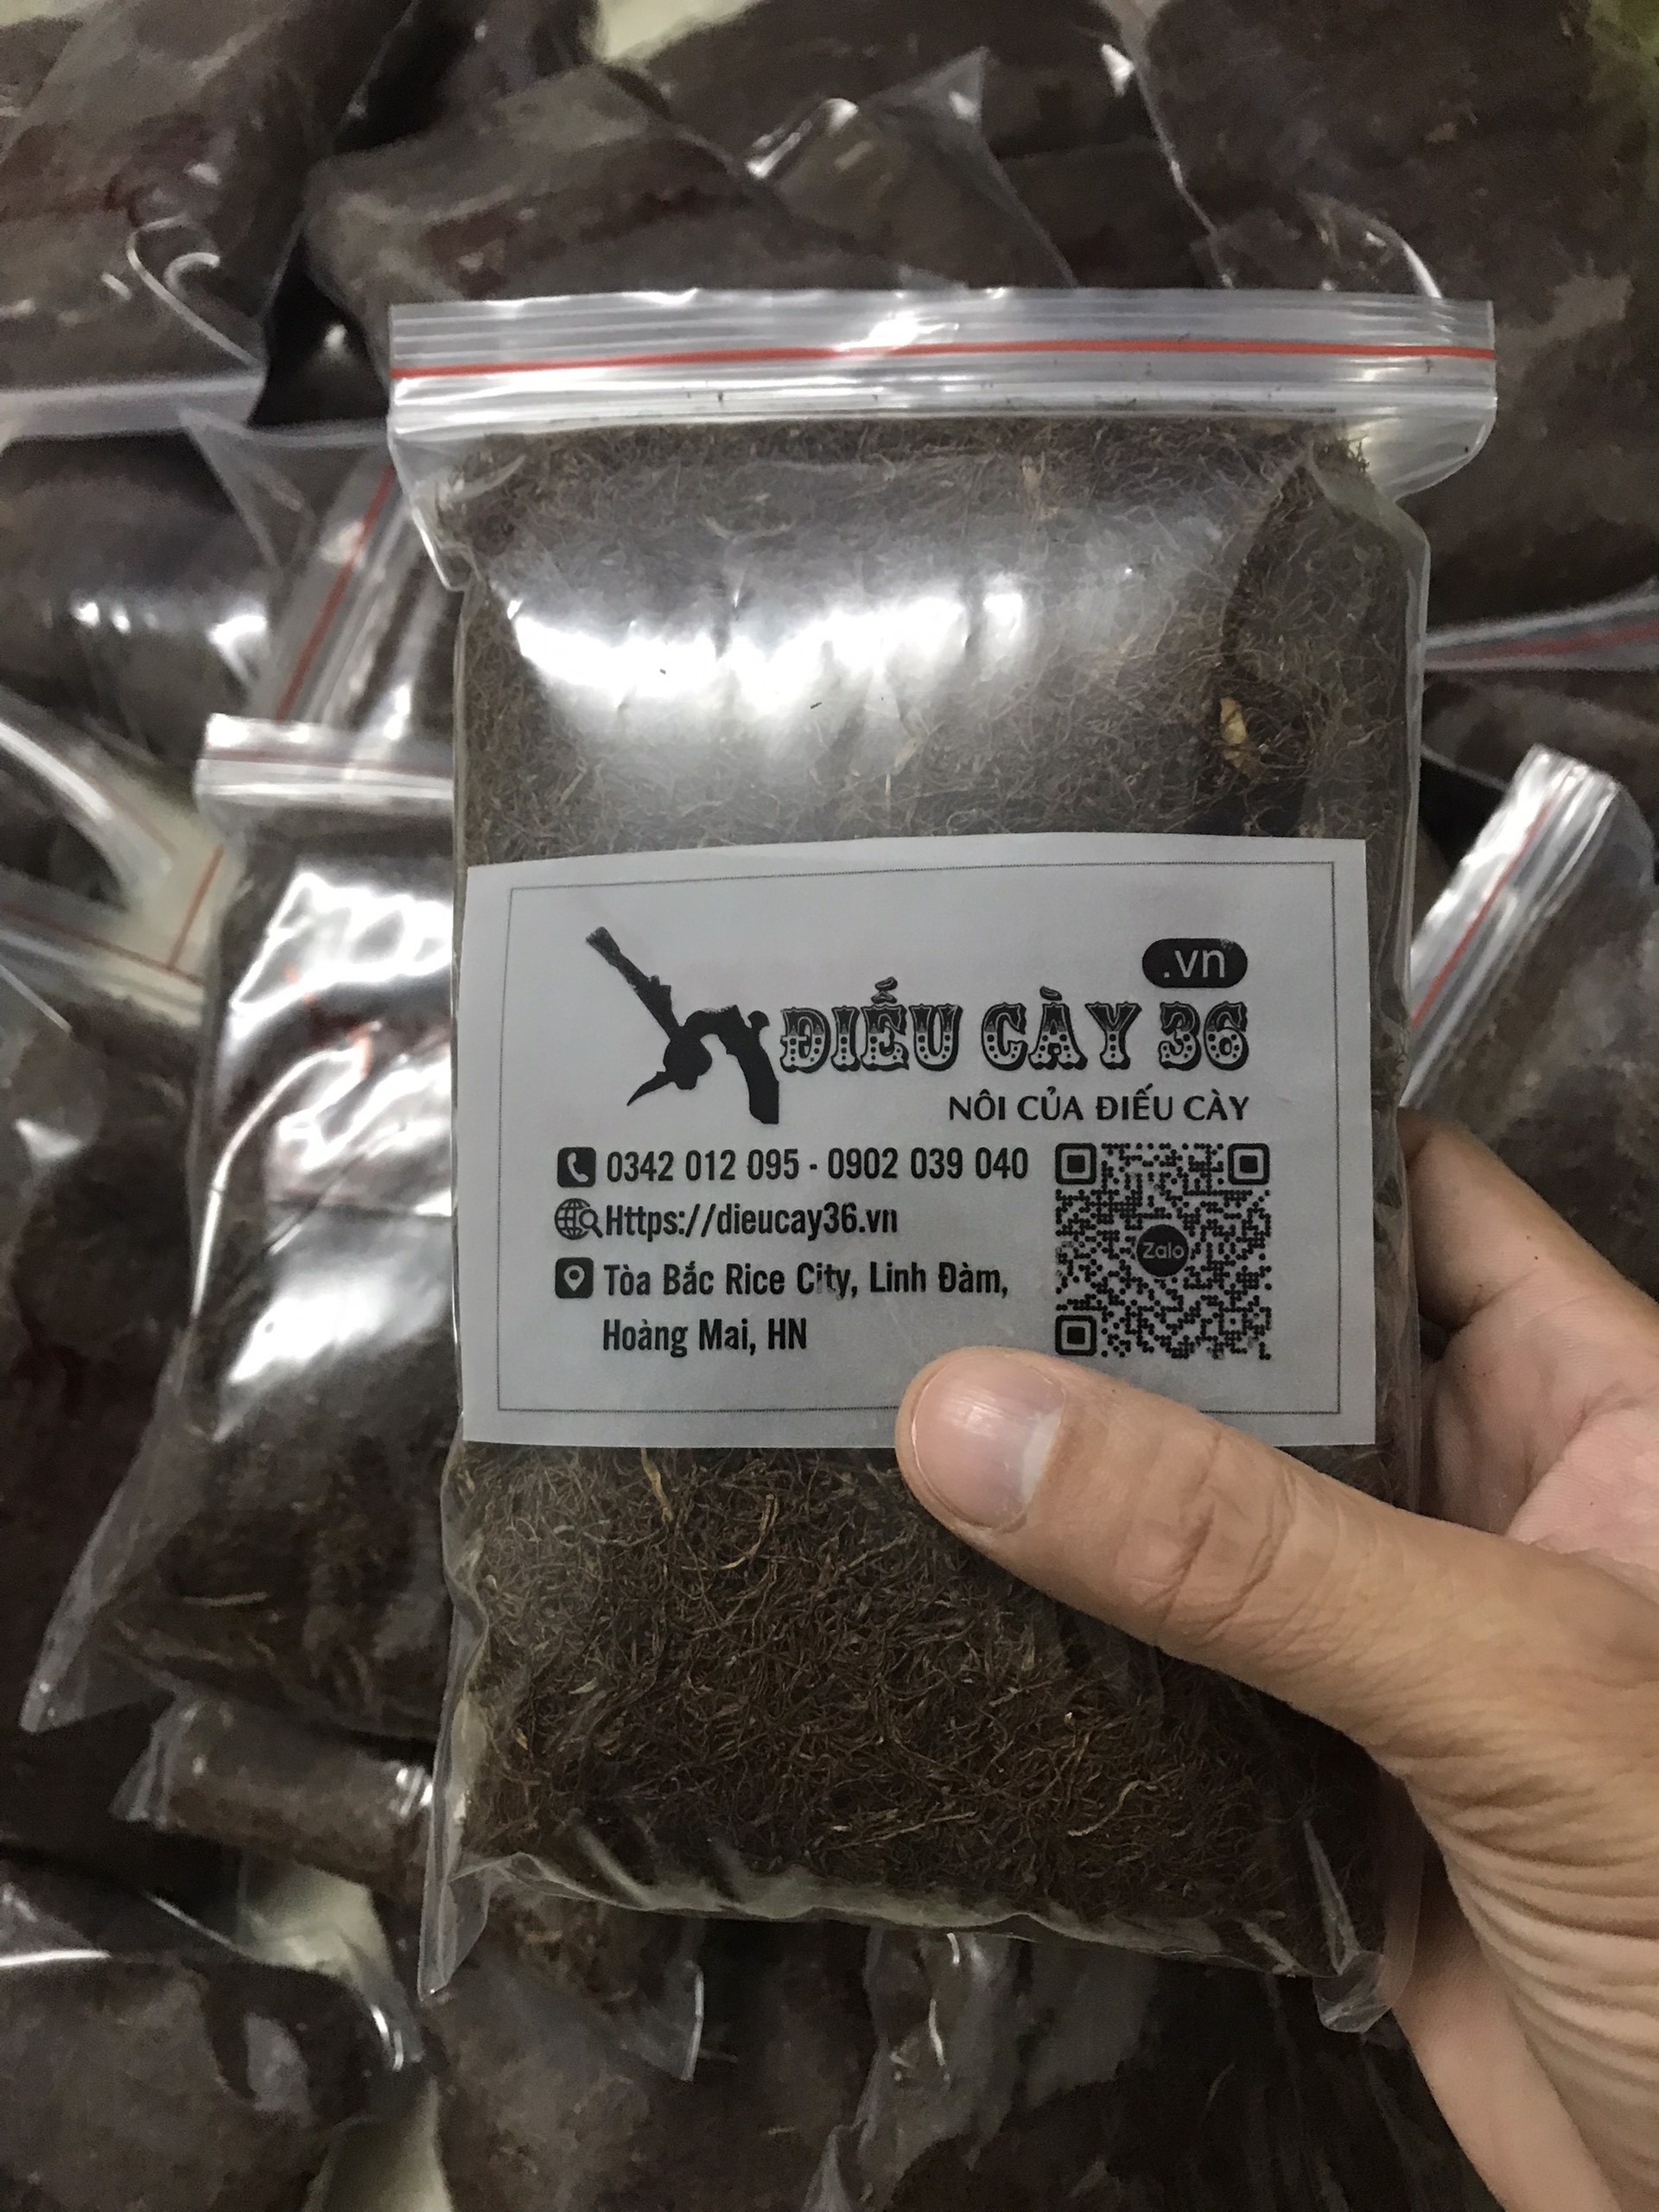 .vn
ĐIẾU CÀY 36
NÔI CỦA ĐIẾU CÀY
0342 012 095 - 0902 039 040
Https://dieucay36.vn
Tòa Bắc Rice City, Linh Đàm,
Hoàng Mai, HN
Zalo